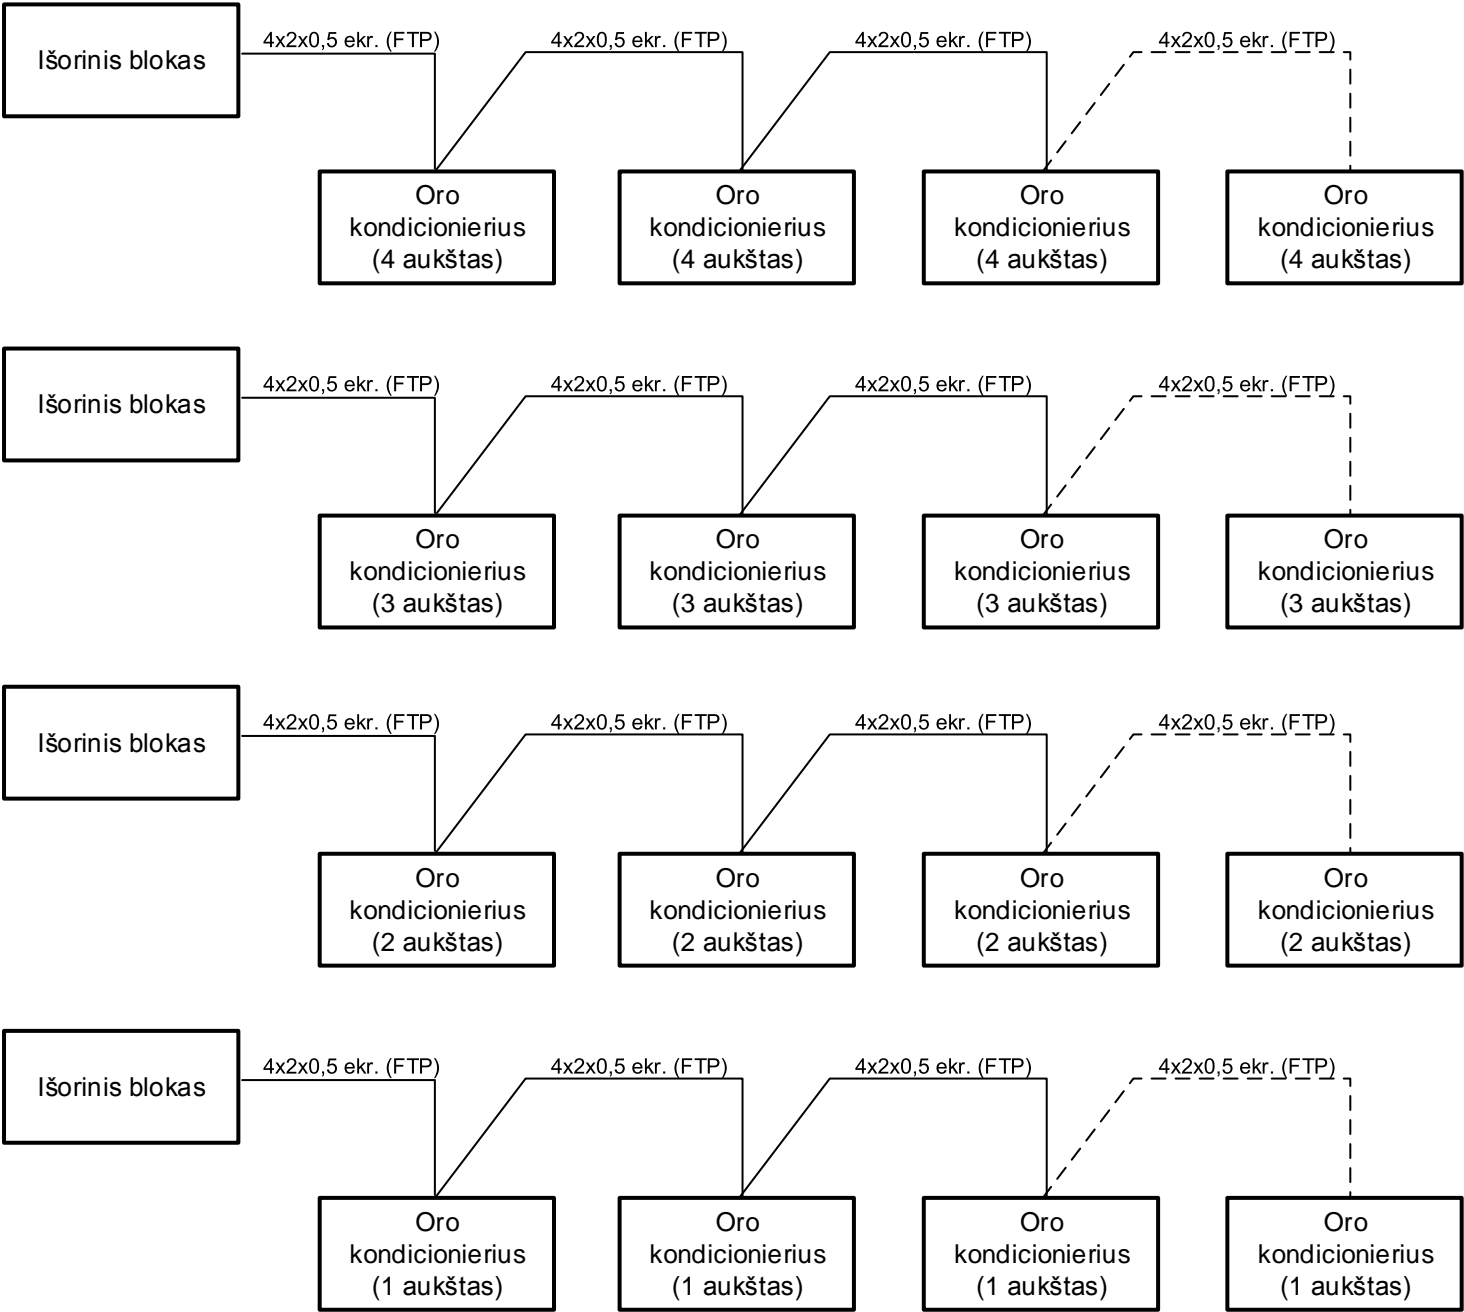 4x2x0,5 ekr. (FTP) 4x2x0,5 ekr. (FTP) 4x2x0,5 ekr. (FTP) 4x2x0,5 ekr. (FTP)
Išorinis blokas
Oro Oro Oro Oro
kondicionierius kondicionierius kondicionierius kondicionierius
(4 aukštas) (4 aukštas) (4 aukštas) (4 aukštas)
4x2x0,5 ekr. (FTP) 4x2x0,5 ekr. (FTP) 4x2x0,5 ekr. (FTP) 4x2x0,5 ekr. (FTP)
Išorinis blokas
Oro Oro Oro Oro
kondicionierius kondicionierius kondicionierius kondicionierius
(3 aukštas) (3 aukštas) (3 aukštas) (3 aukštas)
4x2x0,5 ekr. (FTP) 4x2x0,5 ekr. (FTP) 4x2x0,5 ekr. (FTP) 4x2x0,5 ekr. (FTP)
Išorinis blokas
Oro Oro Oro Oro
kondicionierius kondicionierius kondicionierius kondicionierius
(2 aukštas) (2 aukštas) (2 aukštas) (2 aukštas)
4x2x0,5 ekr. (FTP) 4x2x0,5 ekr. (FTP) 4x2x0,5 ekr. (FTP) 4x2x0,5 ekr. (FTP)
Išorinis blokas
Oro Oro Oro Oro
kondicionierius kondicionierius kondicionierius kondicionierius
(1 aukštas) (1 aukštas) (1 aukštas) (1 aukštas)